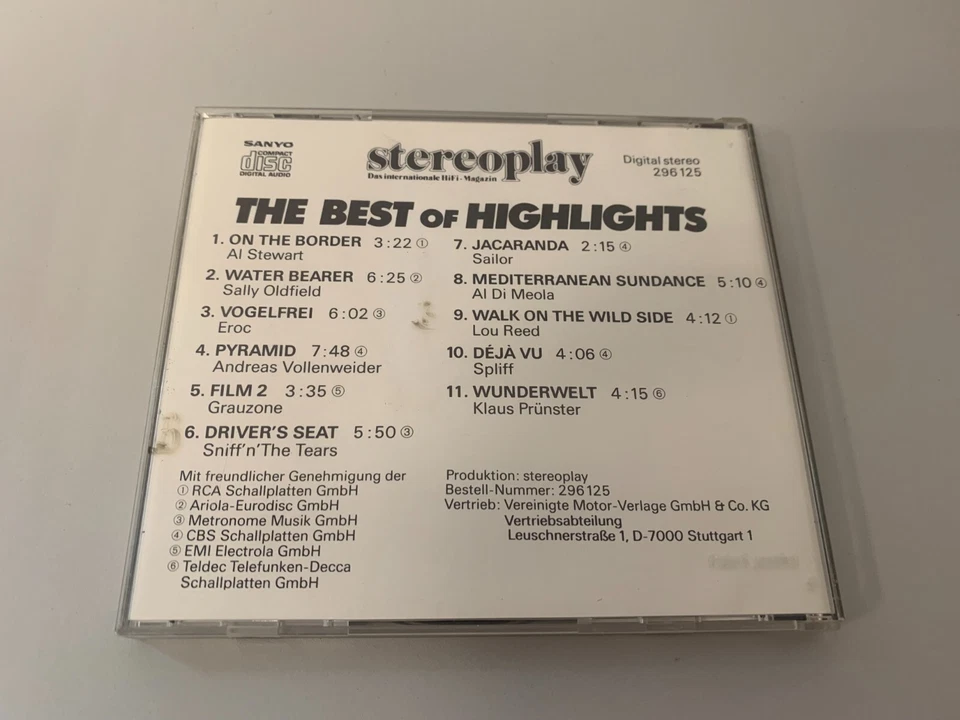 SANYO
COMPACT
disc
DIGITAL AUDIO
stereoplay
Das internationale HiFi-Magazin
Digital stereo
296 125
THE BEST OF HIGHLIGHTS
1. ON THE BORDER 3:22 ①
Al Stewart
2. WATER BEARER 6:25 ②
Sally Oldfield
3. VOGELFREI 6:02 ③
Eroc
4. PYRAMID 7:48 ④
Andreas Vollenweider
5. FILM 2 3:35 ⑤
Grauzone
6. DRIVER'S SEAT 5:50 ③
Sniff'n'The Tears
7. JACARANDA 2:15 ④
Sailor
8. MEDITERRANEAN SUNDANCE 5:10 ④
Al Di Meola
9. WALK ON THE WILD SIDE 4:12 ①
Lou Reed
10. DÉJÀ VU 4:06 ④
Spliff
11. WUNDERWELT 4:15 ⑥
Klaus Prünster
Mit freundlicher Genehmigung der
① RCA Schallplatten GmbH
② Ariola-Eurodisc GmbH
③ Metronome Musik GmbH
④ CBS Schallplatten GmbH
⑤ EMI Electrola GmbH
⑥ Teldec Telefunken-Decca
Schallplatten GmbH
Produktion: stereoplay
Bestell-Nummer: 296 125
Vertrieb: Vereinigte Motor-Verlage GmbH & Co. KG
Vertriebsabteilung
Leuschnerstraße 1, D-7000 Stuttgart 1